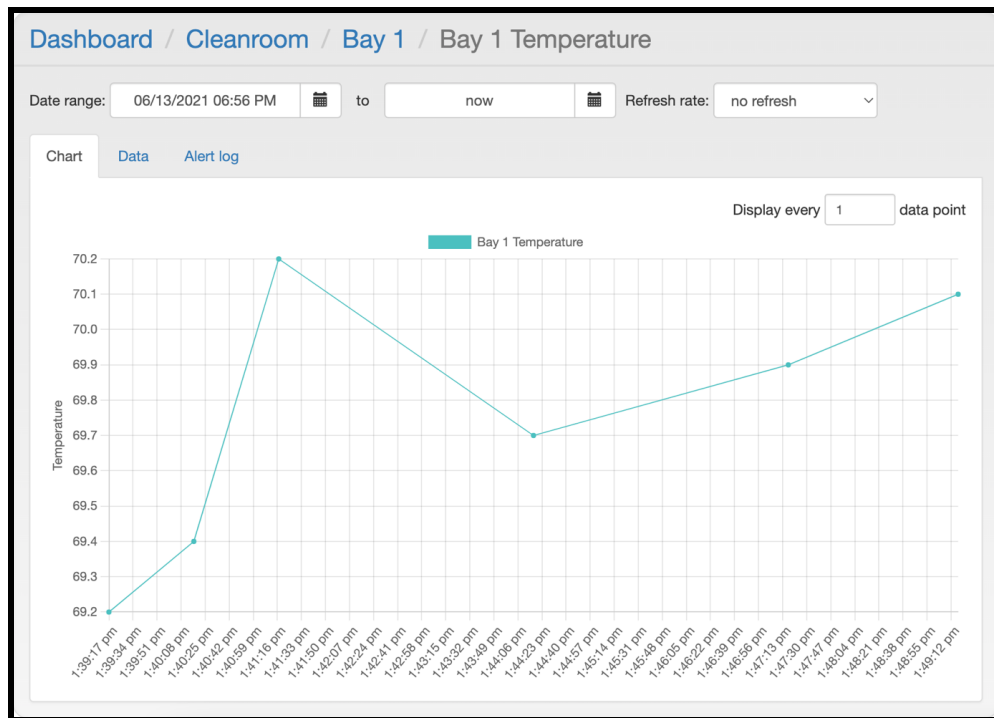 Dashboard / Cleanroom / Bay 1 / Bay 1 Temperature
Date range: 06/13/2021 06:56 PM to now Refresh rate: no refresh
Chart Data Alert log
Display every 1 data point
Bay 1 Temperature
70.2
70.1
70.0
69.9
69.8
69.7
69.6
69.5
69.4
69.3
69.2
Temperature
1:39:17 pm
1:39:34 pm
1:39:51 pm
1:40:08 pm
1:40:25 pm
1:40:42 pm
1:40:59 pm
1:41:16 pm
1:41:33 pm
1:41:50 pm
1:42:07 pm
1:42:24 pm
1:42:41 pm
1:42:58 pm
1:43:15 pm
1:43:32 pm
1:43:49 pm
1:44:06 pm
1:44:23 pm
1:44:40 pm
1:44:57 pm
1:45:14 pm
1:45:31 pm
1:45:48 pm
1:46:05 pm
1:46:22 pm
1:46:39 pm
1:46:56 pm
1:47:13 pm
1:47:30 pm
1:47:47 pm
1:48:04 pm
1:48:21 pm
1:48:38 pm
1:48:55 pm
1:49:12 pm